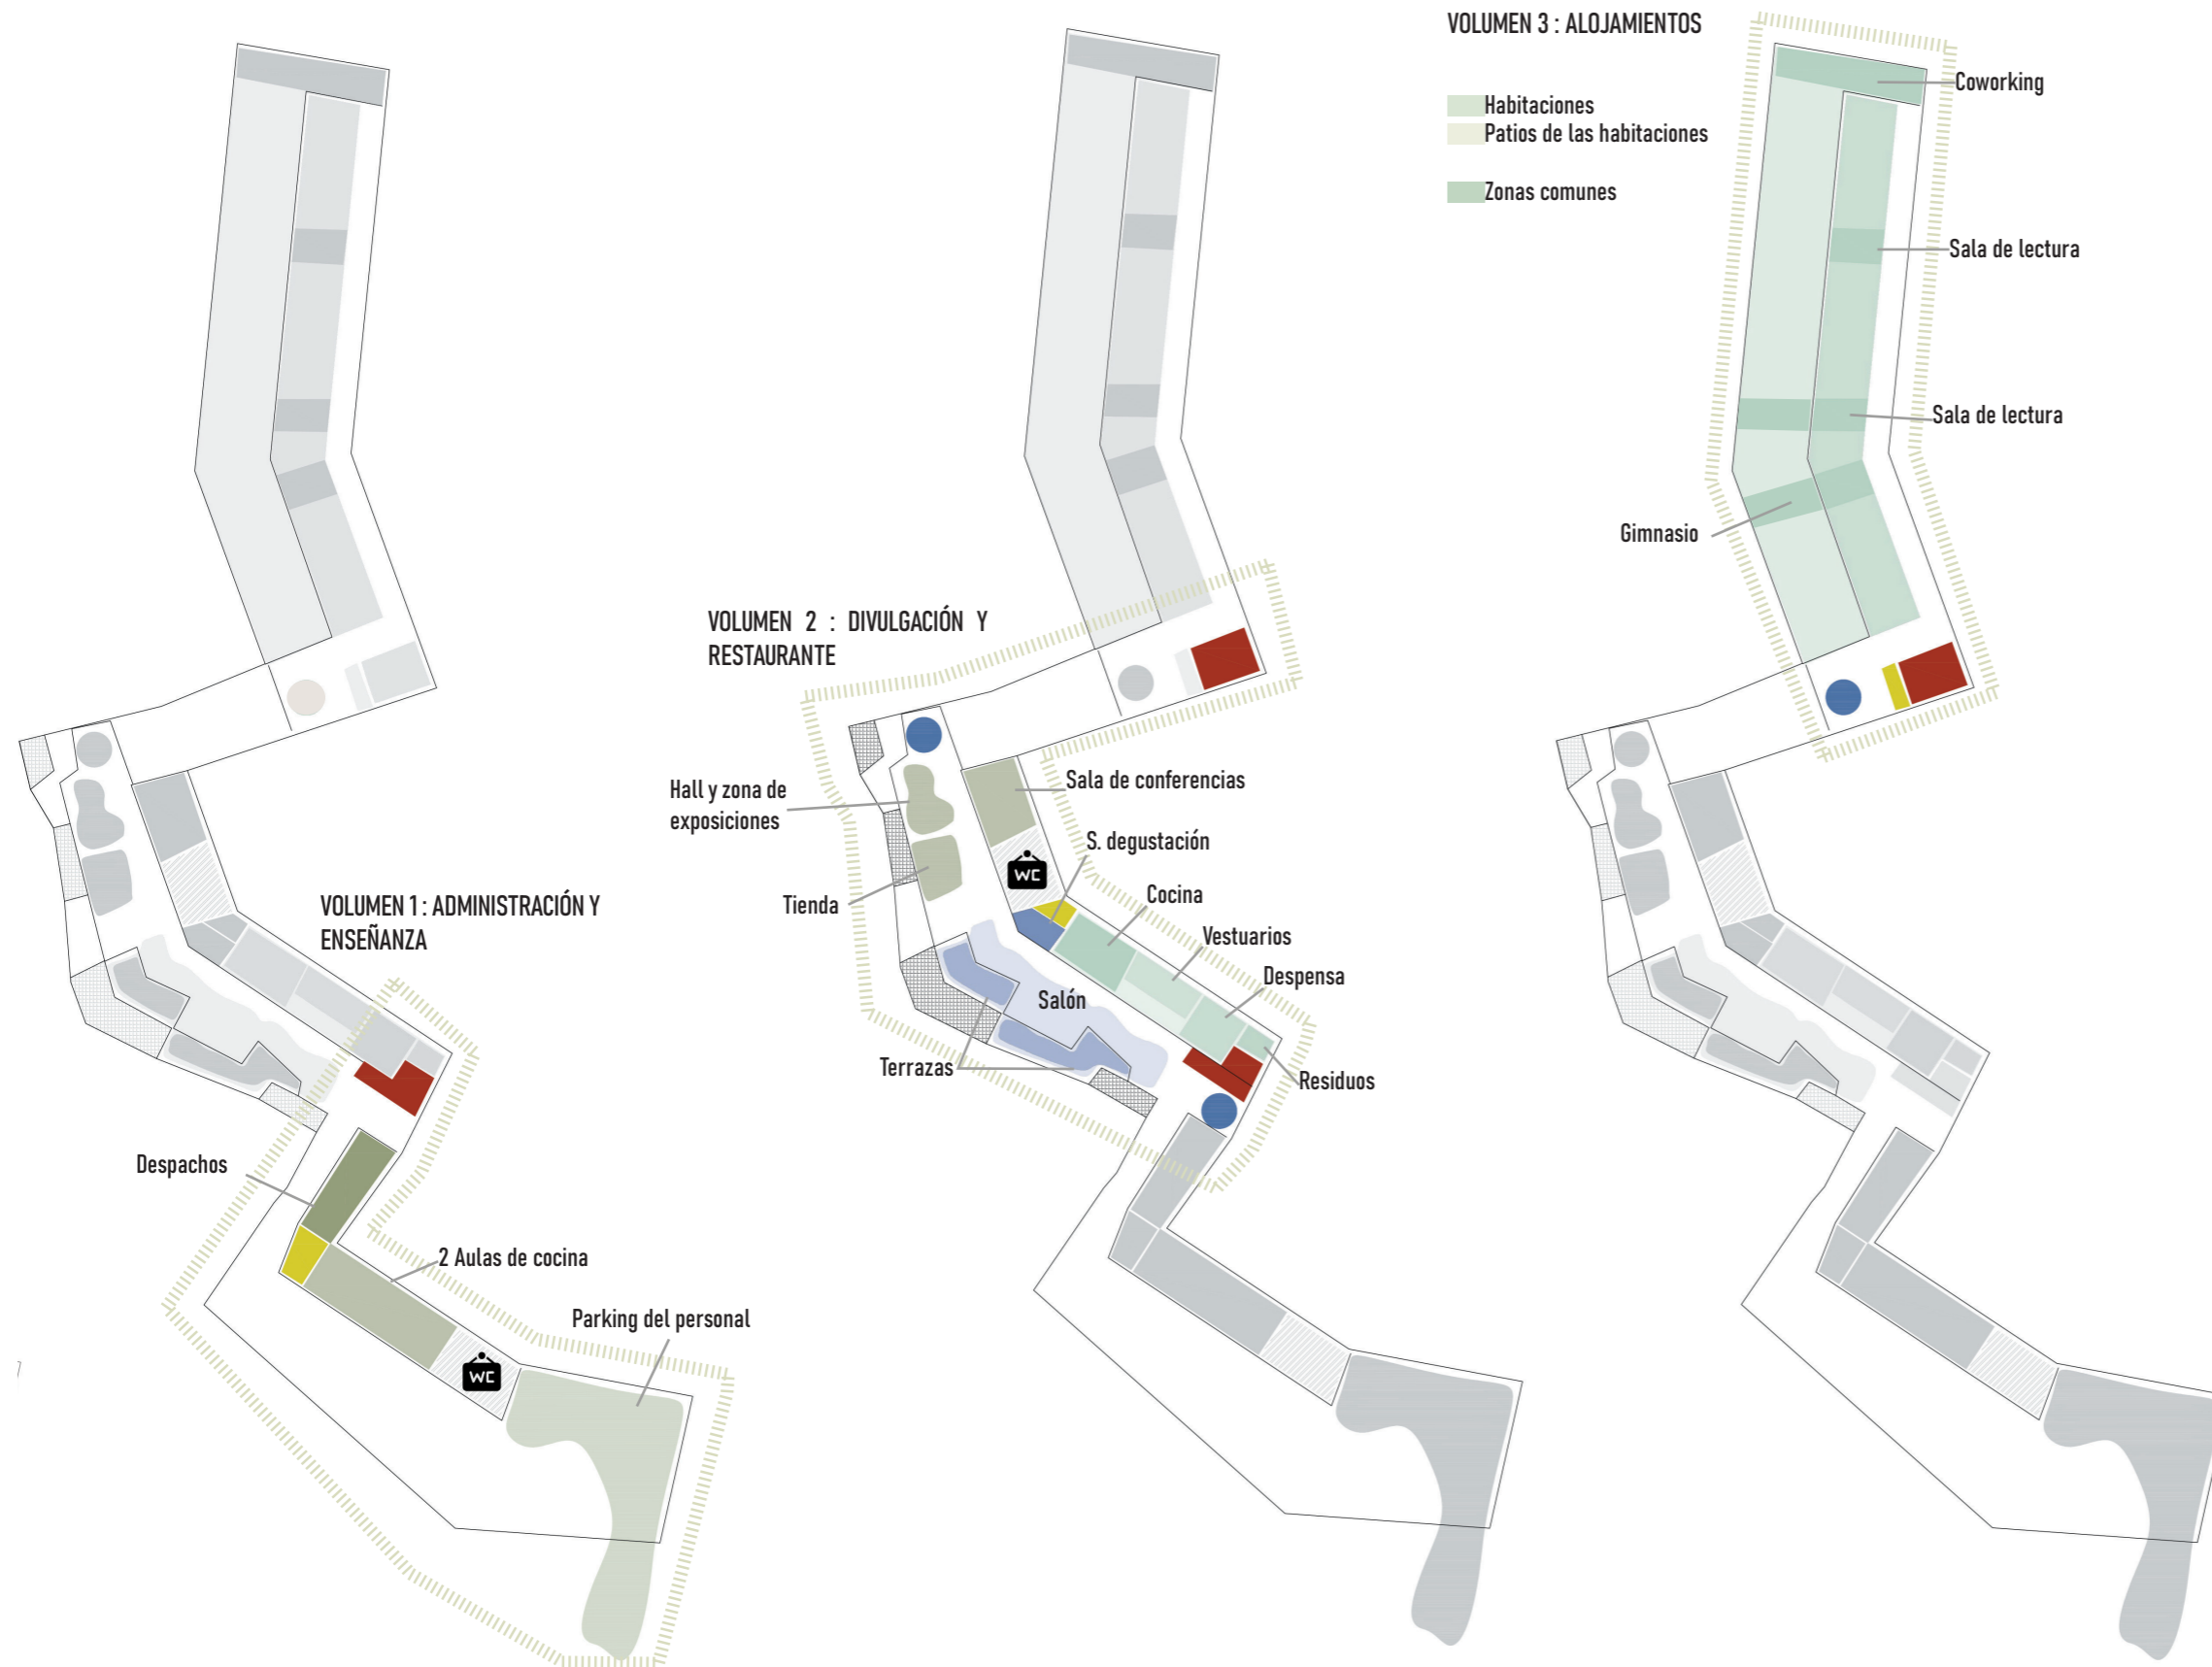 VOLUMEN 3 : ALOJAMIENTOS
Habitaciones
Patios de las habitaciones
Zonas comunes
Coworking
Sala de lectura
Sala de lectura
Gimnasio
VOLUMEN 2 : DIVULGACIÓN Y
RESTAURANTE
Hall y zona de
exposiciones
Tienda
Sala de conferencias
WC
S. degustación
Cocina
Vestuarios
Despensa
Salón
Terrazas
Residuos
VOLUMEN 1 : ADMINISTRACIÓN Y
ENSEÑANZA
Despachos
2 Aulas de cocina
Parking del personal
WC